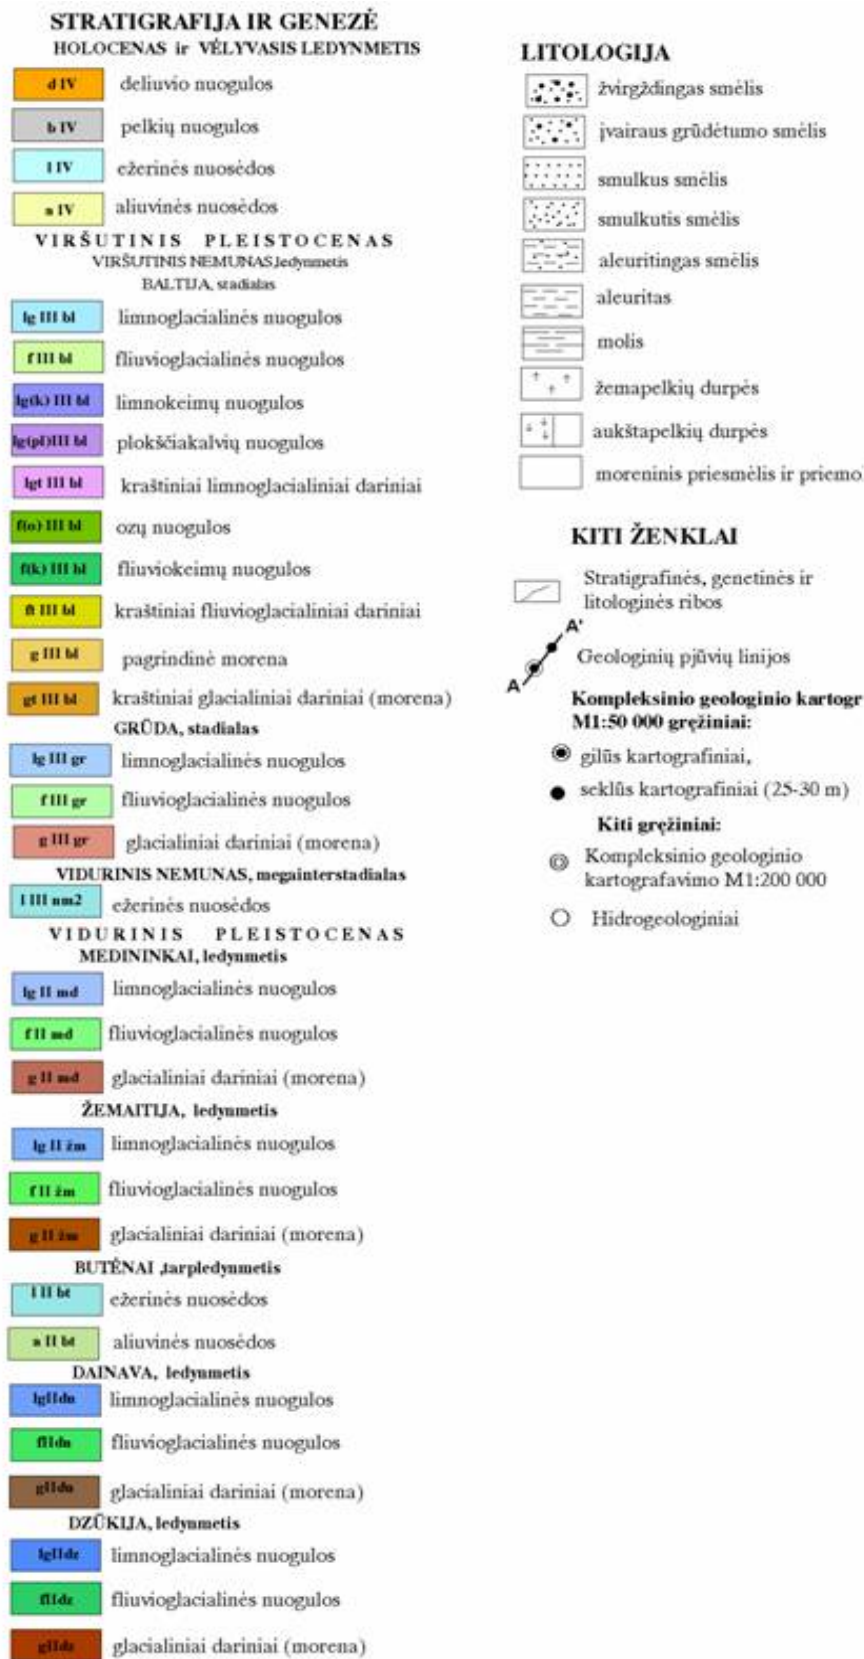 STRATIGRAFIJA IR GENEZĖ
HOLOCENAS ir VĖLYVASIS LEDYNMETIS
d IV deliuvio nuogulos
b IV pelkių nuogulos
l IV ežerinės nuosėdos
a IV aliuvinės nuosėdos
VIRŠUTINIS PLEISTOCENAS
VIRŠUTINIS NEMUNAS,ledynmetis
BALTIJA, stadialas
lg III bl limnoglacialinės nuogulos
f III bl fliuvioglacialinės nuogulos
lg(k) III bl limnokeimų nuogulos
lg(pl)III bl plokščiakalvių nuogulos
lgt III bl kraštiniai limnoglacialiniai dariniai
f(o) III bl ozų nuogulos
f(k) III bl fliuviokeimų nuogulos
ft III bl kraštiniai fliuvioglacialiniai dariniai
g III bl pagrindinė morena
gt III bl kraštiniai glacialiniai dariniai (morena)
GRŪDA, stadialas
lg III gr limnoglacialinės nuogulos
f III gr fliuvioglacialinės nuogulos
g III gr glacialiniai dariniai (morena)
VIDURINIS NEMUNAS, megainterstadialas
l III nm2 ežerinės nuosėdos
VIDURINIS PLEISTOCENAS
MEDININKAI, ledynmetis
lg II md limnoglacialinės nuogulos
f II md fliuvioglacialinės nuogulos
g II md glacialiniai dariniai (morena)
ŽEMAITIJA, ledynmetis
lg II žm limnoglacialinės nuogulos
f II žm fliuvioglacialinės nuogulos
g II žm glacialiniai dariniai (morena)
BUTĖNAI ,tarpledynmetis
l II bt ežerinės nuosėdos
a II bt aliuvinės nuosėdos
DAINAVA, ledynmetis
lgIIdn limnoglacialinės nuogulos
fIIdn fliuvioglacialinės nuogulos
gIIdn glacialiniai dariniai (morena)
DZŪKIJA, ledynmetis
lgIIdz limnoglacialinės nuogulos
fIIdz fliuvioglacialinės nuogulos
gIIdz glacialiniai dariniai (morena)
LITOLOGIJA
žvirgždingas smėlis
įvairaus grūdėtumo smėlis
smulkus smėlis
smulkutis smėlis
aleuritingas smėlis
aleuritas
molis
žemapelkių durpės
aukštapelkių durpės
moreninis priesmėlis ir priemo
KITI ŽENKLAI
Stratigrafinės, genetinės ir
litologinės ribos
A'
Geologinių pjūvių linijos
A
Kompleksinio geologinio kartogr
M1:50 000 gręžiniai:
gilūs kartografiniai,
seklūs kartografiniai (25-30 m)
Kiti gręžiniai:
Kompleksinio geologinio
kartografavimo M1:200 000
Hidrogeologiniai